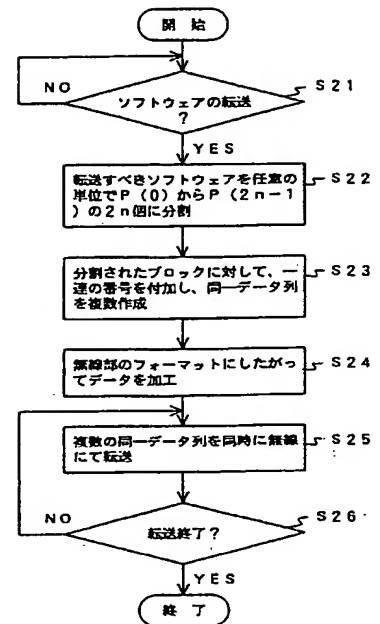 開 始
NO
S21
ソフトウェアの転送
?
YES
転送すべきソフトウェアを任意の
単位でP (0) からP (2n-1
) の2n個に分割
S22
分割されたブロックに対して、一
連の番号を付加し、同一データ列
を複数作成
S23
無線部のフォーマットにしたがっ
てデータを加工
S24
複数の同一データ列を同時に無線
にて転送
S25
NO
転送終了?
S26
YES
終 了